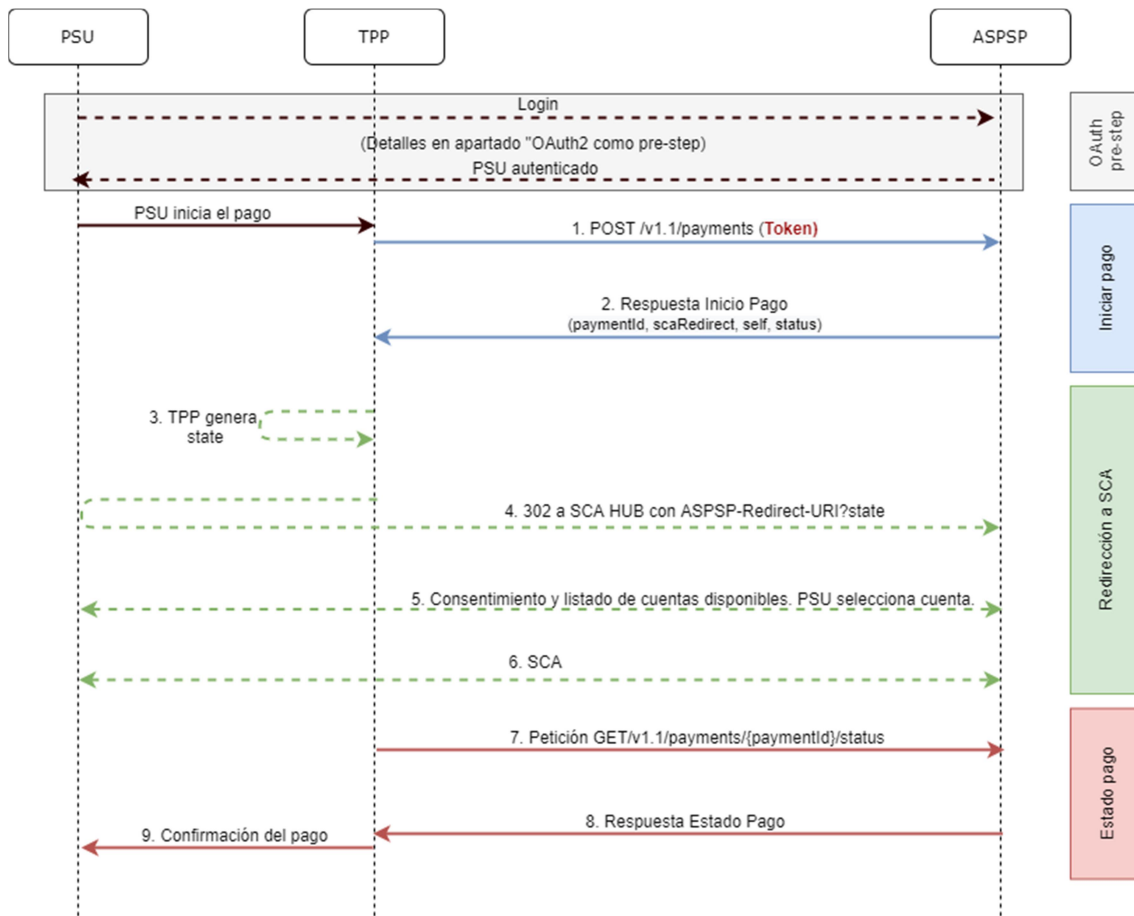 PSU
TPP
ASPSP
Login
(Detalles en apartado "OAuth2 como pre-step)
PSU autenticado
OAuth
pre-step
PSU inicia el pago
1. POST /v1.1/payments (Token)
2. Respuesta Inicio Pago
(paymentId, scaRedirect, self, status)
Iniciar pago
3. TPP genera
state
4. 302 a SCA HUB con ASPSP-Redirect-URI?state
5. Consentimiento y listado de cuentas disponibles. PSU selecciona cuenta.
6. SCA
Redirección a SCA
7. Petición GET/v1.1/payments/{paymentId}/status
8. Respuesta Estado Pago
9. Confirmación del pago
Estado pago